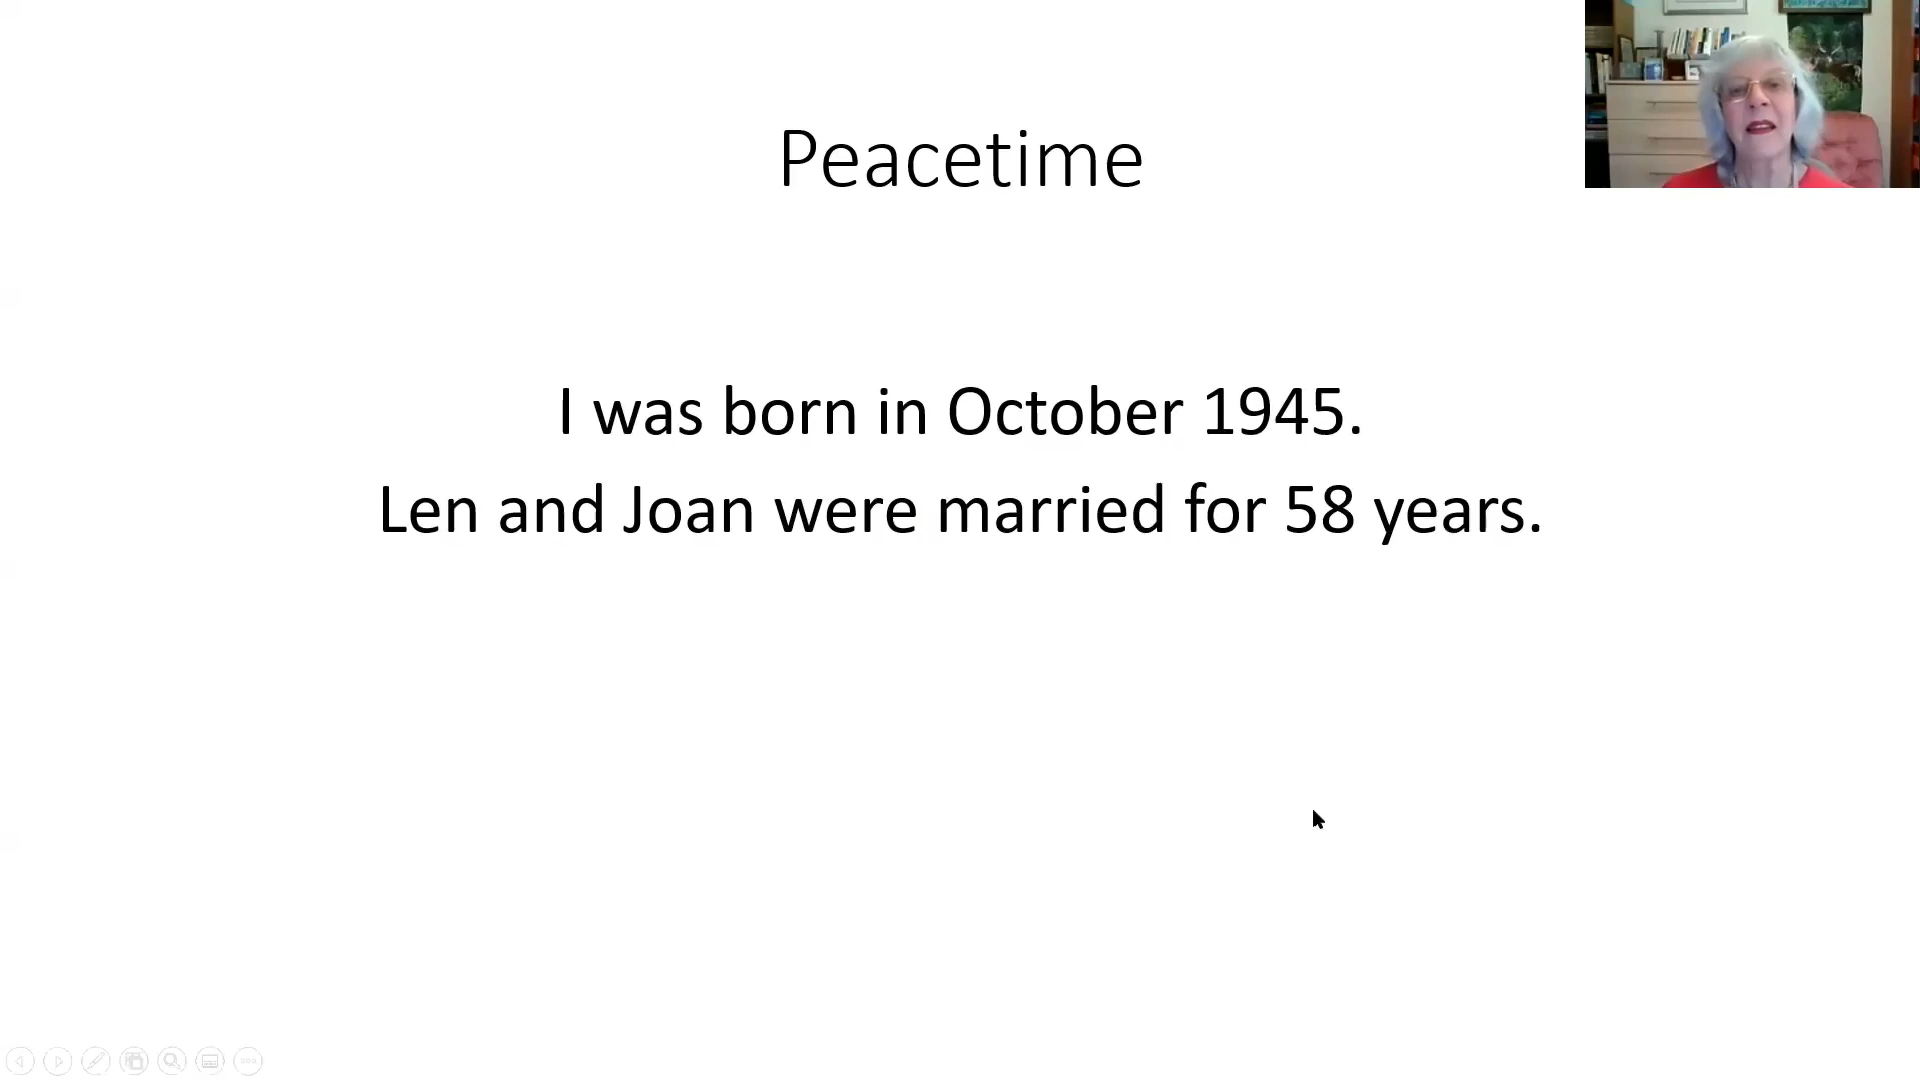 Peacetime
I was born in October 1945.
Len and Joan were married for 58 years.